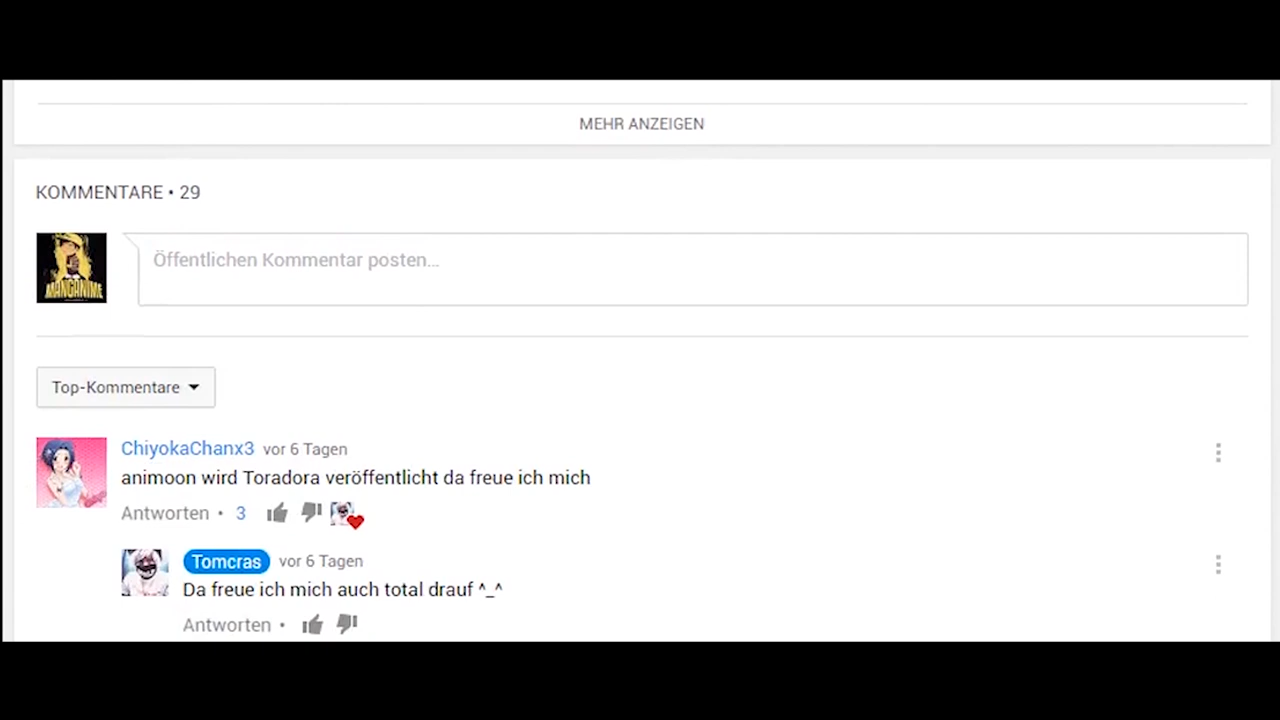 MEHR ANZEIGEN
KOMMENTARE • 29
MANGANIME
Öffentlichen Kommentar posten...
Top-Kommentare
ChiyokaChanx3 vor 6 Tagen
animoon wird Toradora veröffentlicht da freue ich mich
Antworten • 3
Tomcras vor 6 Tagen
Da freue ich mich auch total drauf ^_^
Antworten •